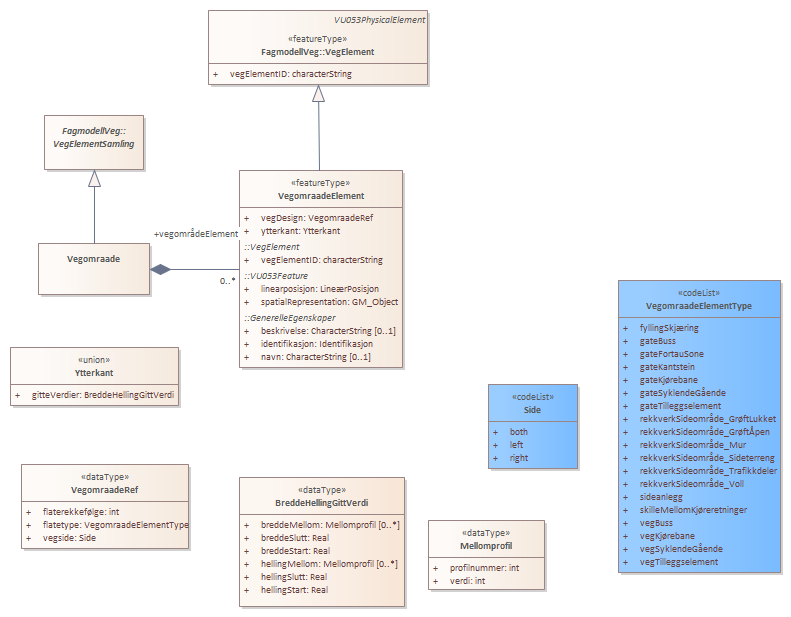 VU053PhysicalElement
«featureType»
FagmodellVeg::VegElement
+ vegElementID: characterString
FagmodellVeg::
VegElementSamling
«featureType»
VegomraadeElement
+ vegDesign: VegomraadeRef
+ ytterkant: Ytterkant
::VegElement
+ vegElementID: characterString
::VU053Feature
+ linearposisjon: LineærPosisjon
+ spatialRepresentation: GM_Object
::GenerelleEgenskaper
+ beskrivelse: CharacterString [0..1]
+ identifikasjon: Identifikasjon
+ navn: CharacterString [0..1]
+vegområdeElement
0..*
Vegomraade
«union»
Ytterkant
+ gitteVerdier: BreddeHellingGittVerdi
«dataType»
VegomraadeRef
+ flaterekkefølge: int
+ flatetype: VegomraadeElementType
+ vegside: Side
«dataType»
BreddeHellingGittVerdi
+ breddeMellom: Mellomprofil [0..*]
+ breddeSlutt: Real
+ breddeStart: Real
+ hellingMellom: Mellomprofil [0..*]
+ hellingSlutt: Real
+ hellingStart: Real
«codeList»
Side
+ both
+ left
+ right
«dataType»
Mellomprofil
+ profilnummer: int
+ verdi: int
«codeList»
VegomraadeElementType
+ fyllingSkjæring
+ gateBuss
+ gateFortauSone
+ gateKantstein
+ gateKjørebane
+ gateSyklendeGående
+ gateTilleggselement
+ rekkverkSideområde_GrøftLukket
+ rekkverkSideområde_GrøftÅpen
+ rekkverkSideområde_Mur
+ rekkverkSideområde_Sideterreng
+ rekkverkSideområde_Trafikkdeler
+ rekkverkSideområde_Voll
+ sideanlegg
+ skilleMellomKjøreretninger
+ vegBuss
+ vegKjørebane
+ vegSyklendeGående
+ vegTilleggselement